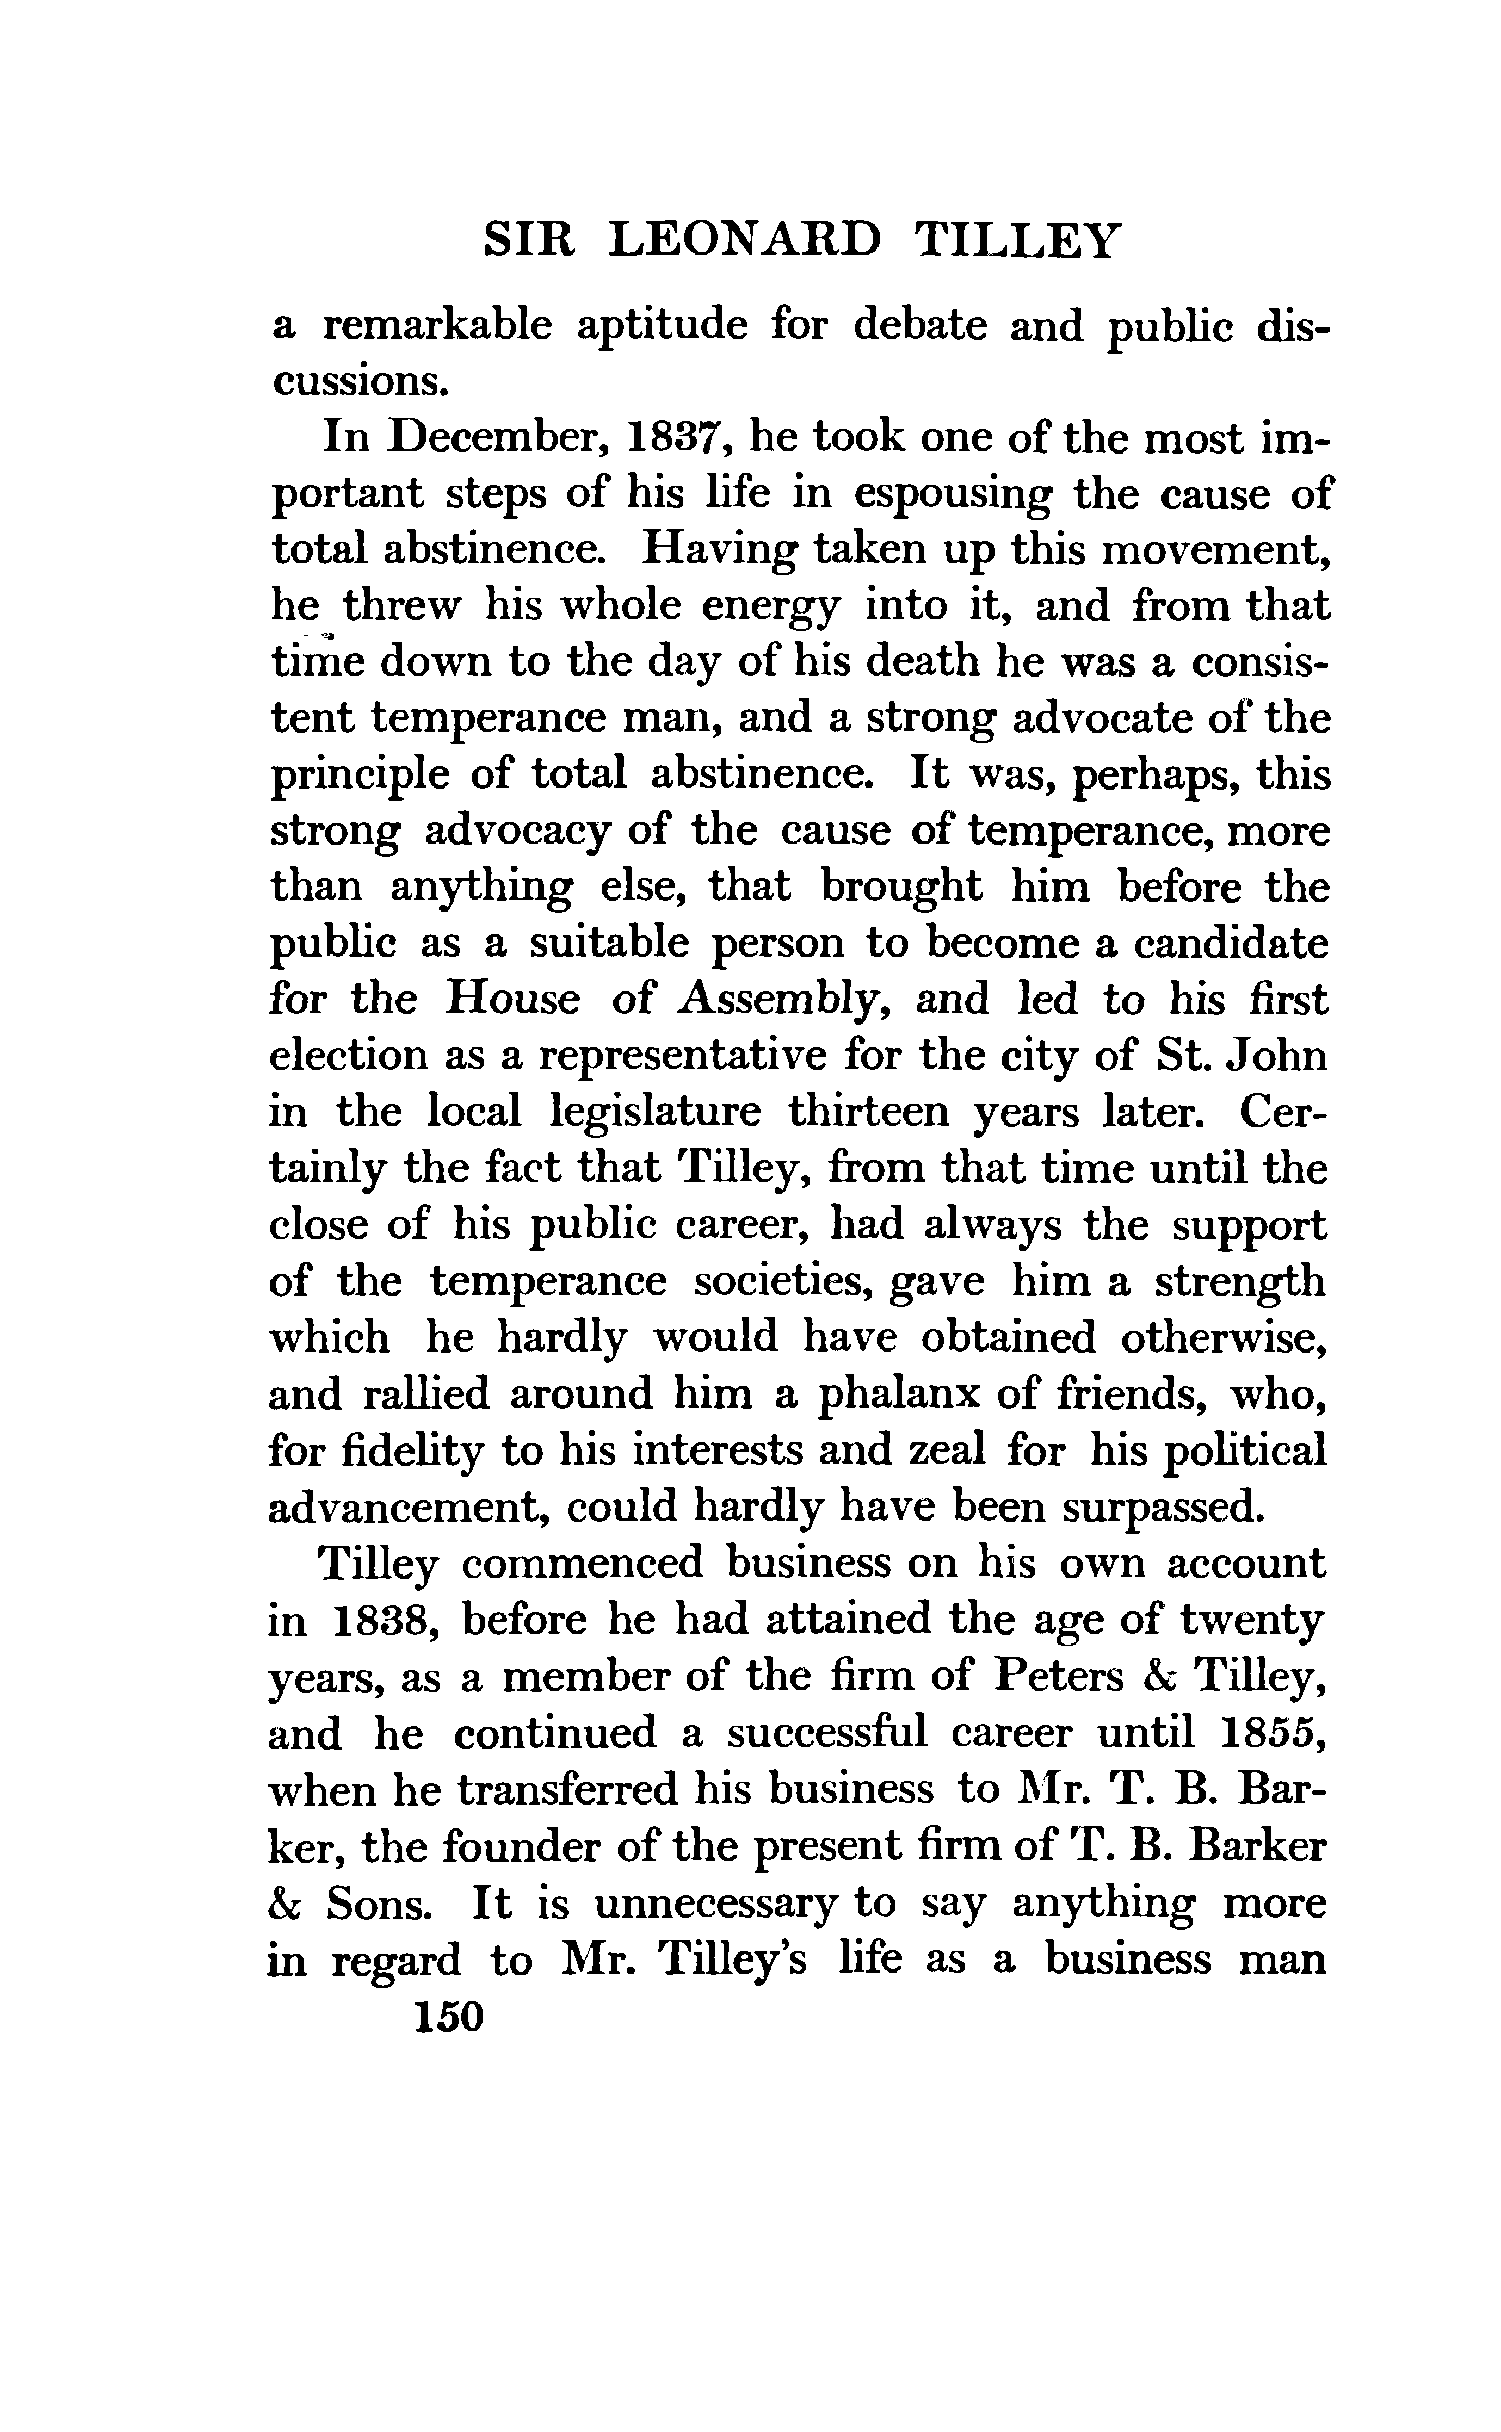 SIR LEONARD TILLEY
a remarkable aptitude for debate and public dis-
cussions.
In December, 1837, he took one of the most im-
portant steps of his life in espousing the cause of
total abstinence. Having taken up this movement,
he threw his whole energy into it, and from that
time down to the day of his death he was a consis-
tent temperance man, and a strong advocate of the
principle of total abstinence. It was, perhaps, this
strong advocacy of the cause of temperance, more
than anything else, that brought him before the
public as a suitable person to become a candidate
for the House of Assembly, and led to his first
election as a representative for the city of St. John
in the local legislature thirteen years later. Cer-
tainly the fact that Tilley, from that time until the
close of his public career, had always the support
of the temperance societies, gave him a strength
which he hardly would have obtained otherwise,
and rallied around him a phalanx of friends, who,
for fidelity to his interests and zeal for his political
advancement, could hardly have been surpassed.
Tilley commenced business on his own account
in 1838, before he had attained the age of twenty
years, as a member of the firm of Peters & Tilley,
and he continued a successful career until 1855,
when he transferred his business to Mr. T. B. Bar-
ker, the founder of the present firm of T. B. Barker
& Sons. It is unnecessary to say anything more
in regard to Mr. Tilley's life as a business man
150